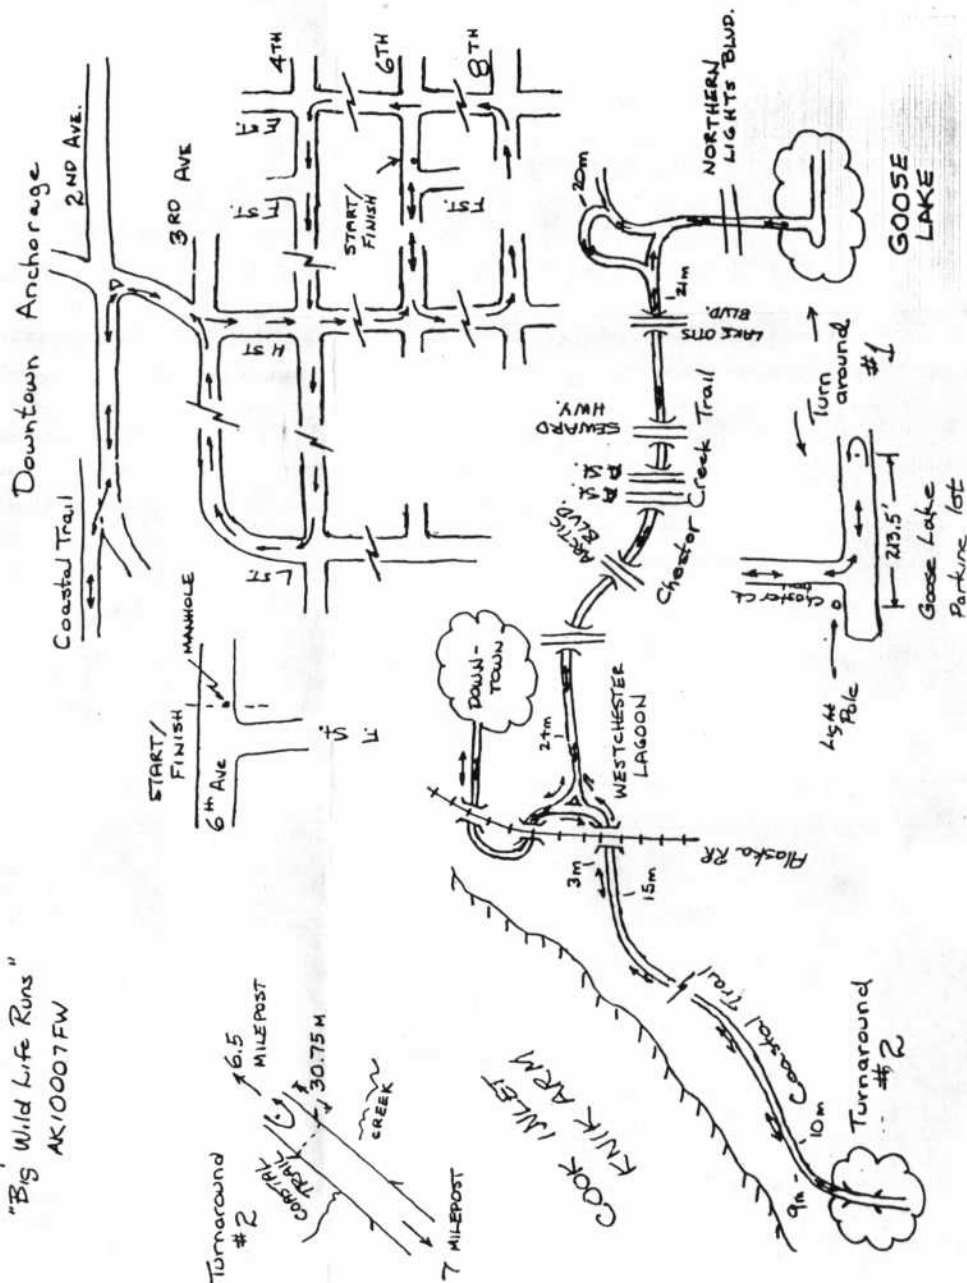 "Big Wild Life Runs"
AK10007FW
Downtown Anchorage
2ND AVE.
Coastal Trail
3RD AVE
4TH
6TH
8TH
E St.
F St.
START/
FINISH
F St.
H ST
L ST.
START/
FINISH
MANHOLE
6th Ave
F St.
Turnaround
#2
COASTAL
TRAIL
6.5
MILEPOST
30.75 M
CREEK
7 MILEPOST
DOWN-
TOWN
ARCTIC
BLVD.
St.
St.
SEWARD
HWY.
LAKE OTIS
BLVD.
20m
21m
NORTHERN
LIGHTS BLVD.
GOOSE
LAKE
Chester Creek Trail
24m
WESTCHESTER
LAGOON
Alaska RR
3m
15m
Coastal Trail
COOK INLET
KNIK ARM
9m
10m
Turnaround
#2
Turn
around
#1
Chester Ck
Light
Pole
213.5'
Goose Lake
Parking lot